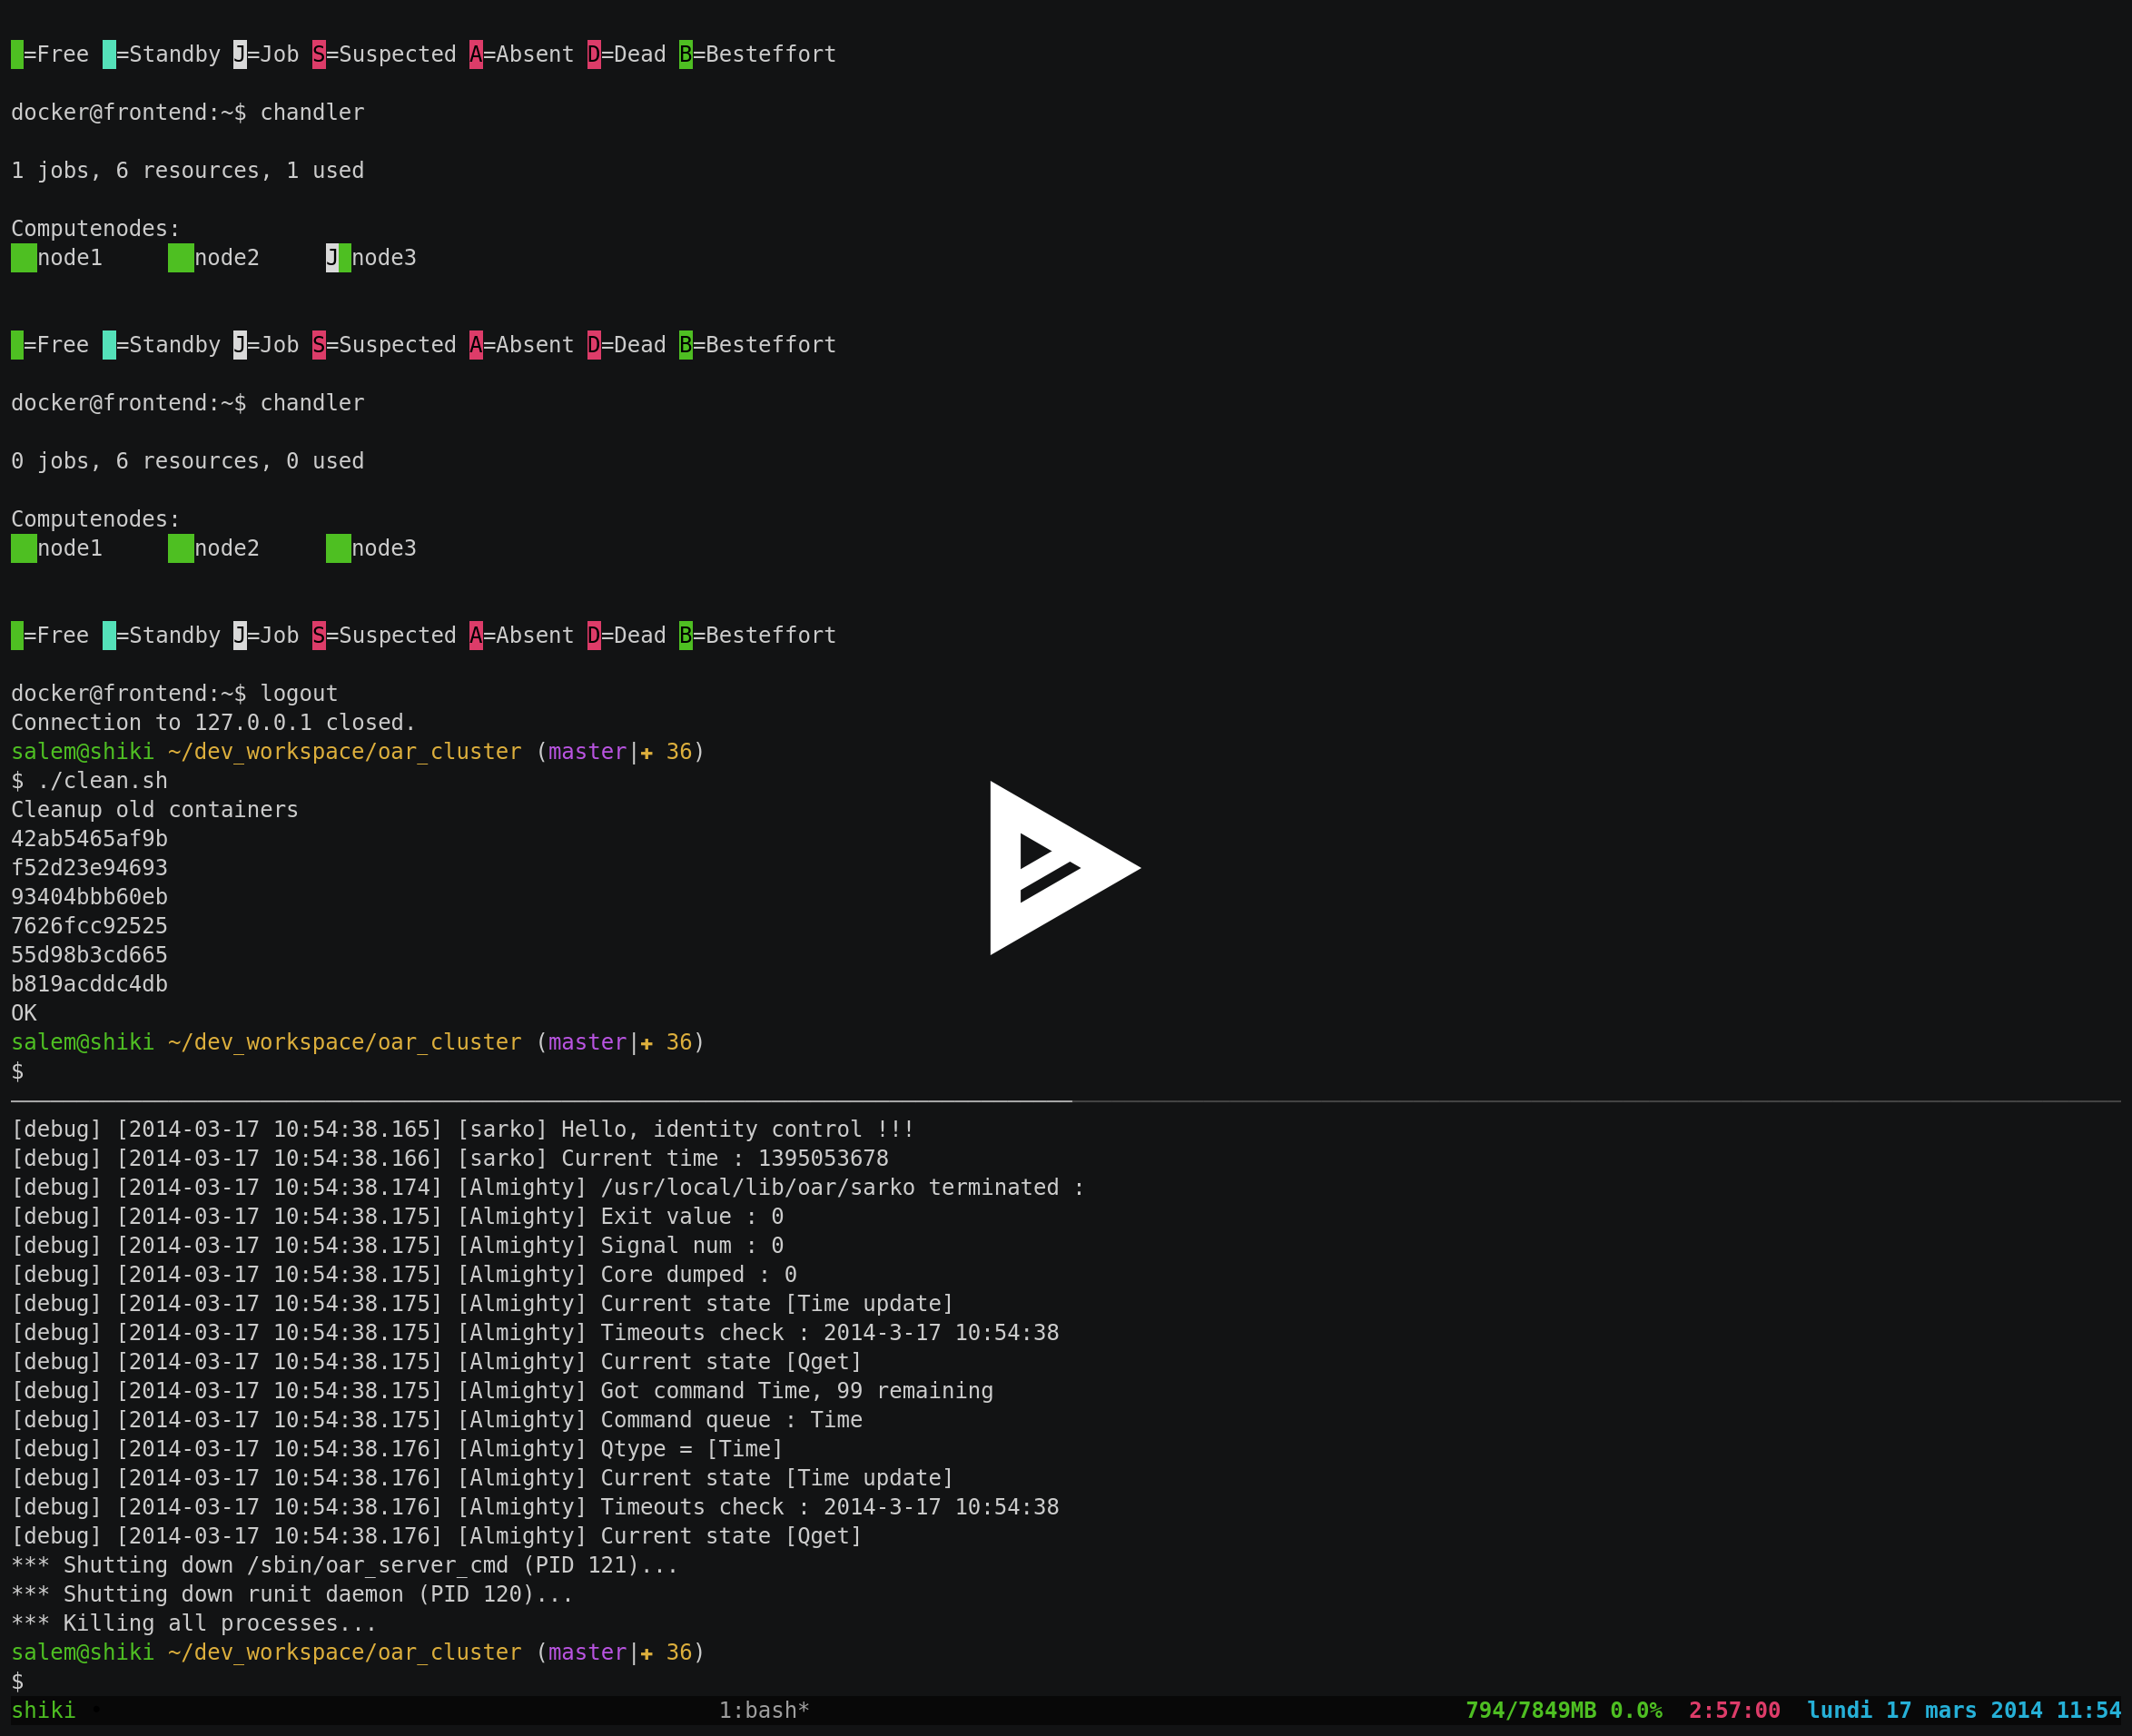 =Free =Standby J=Job S=Suspected A=Absent D=Dead B=Besteffort
docker@frontend:~$ chandler
1 jobs, 6 resources, 1 used
Computenodes:
node1 node2 J node3
=Free =Standby J=Job S=Suspected A=Absent D=Dead B=Besteffort
docker@frontend:~$ chandler
0 jobs, 6 resources, 0 used
Computenodes:
node1 node2 node3
=Free =Standby J=Job S=Suspected A=Absent D=Dead B=Besteffort
docker@frontend:~$ logout
Connection to 127.0.0.1 closed.
salem@shiki ~/dev_workspace/oar_cluster (master|✚ 36)
$ ./clean.sh
Cleanup old containers
42ab5465af9b
f52d23e94693
93404bbb60eb
7626fcc92525
55d98b3cd665
b819acddc4db
OK
salem@shiki ~/dev_workspace/oar_cluster (master|✚ 36)
$
[debug] [2014-03-17 10:54:38.165] [sarko] Hello, identity control !!!
[debug] [2014-03-17 10:54:38.166] [sarko] Current time : 1395053678
[debug] [2014-03-17 10:54:38.174] [Almighty] /usr/local/lib/oar/sarko terminated :
[debug] [2014-03-17 10:54:38.175] [Almighty] Exit value : 0
[debug] [2014-03-17 10:54:38.175] [Almighty] Signal num : 0
[debug] [2014-03-17 10:54:38.175] [Almighty] Core dumped : 0
[debug] [2014-03-17 10:54:38.175] [Almighty] Current state [Time update]
[debug] [2014-03-17 10:54:38.175] [Almighty] Timeouts check : 2014-3-17 10:54:38
[debug] [2014-03-17 10:54:38.175] [Almighty] Current state [Qget]
[debug] [2014-03-17 10:54:38.175] [Almighty] Got command Time, 99 remaining
[debug] [2014-03-17 10:54:38.175] [Almighty] Command queue : Time
[debug] [2014-03-17 10:54:38.176] [Almighty] Qtype = [Time]
[debug] [2014-03-17 10:54:38.176] [Almighty] Current state [Time update]
[debug] [2014-03-17 10:54:38.176] [Almighty] Timeouts check : 2014-3-17 10:54:38
[debug] [2014-03-17 10:54:38.176] [Almighty] Current state [Qget]
*** Shutting down /sbin/oar_server_cmd (PID 121)...
*** Shutting down runit daemon (PID 120)...
*** Killing all processes...
salem@shiki ~/dev_workspace/oar_cluster (master|✚ 36)
$
shiki 1:bash* 794/7849MB 0.0% 2:57:00 lundi 17 mars 2014 11:54